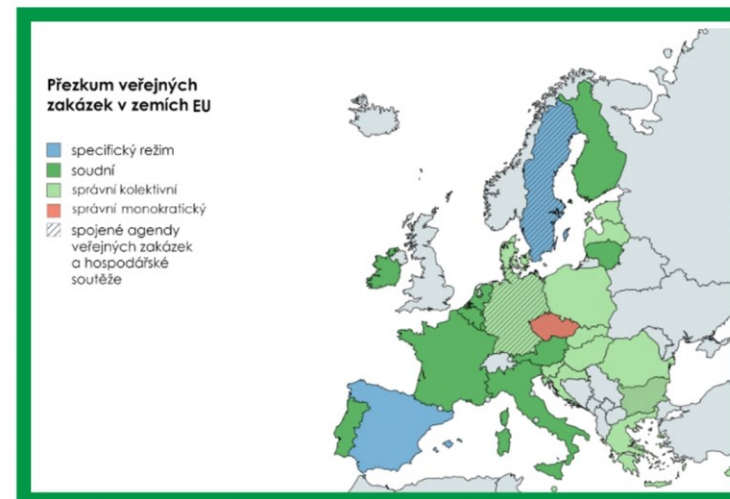 Přezkum veřejných
zakázek v zemích EU
specifický režim
soudní
správní kolektivní
správní monokratický
spojené agendy
veřejných zakázek
a hospodářské
soutěže